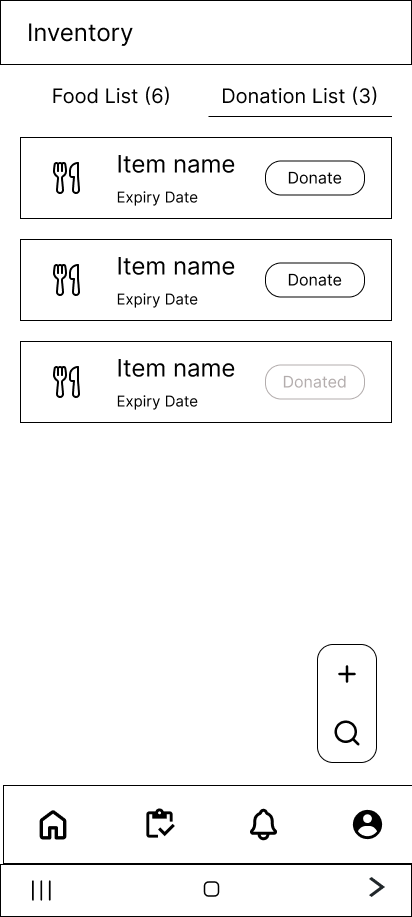 Inventory
Food List (6)
Donation List (3)
Item name
Expiry Date
Donate
Item name
Expiry Date
Donate
Item name
Expiry Date
Donated